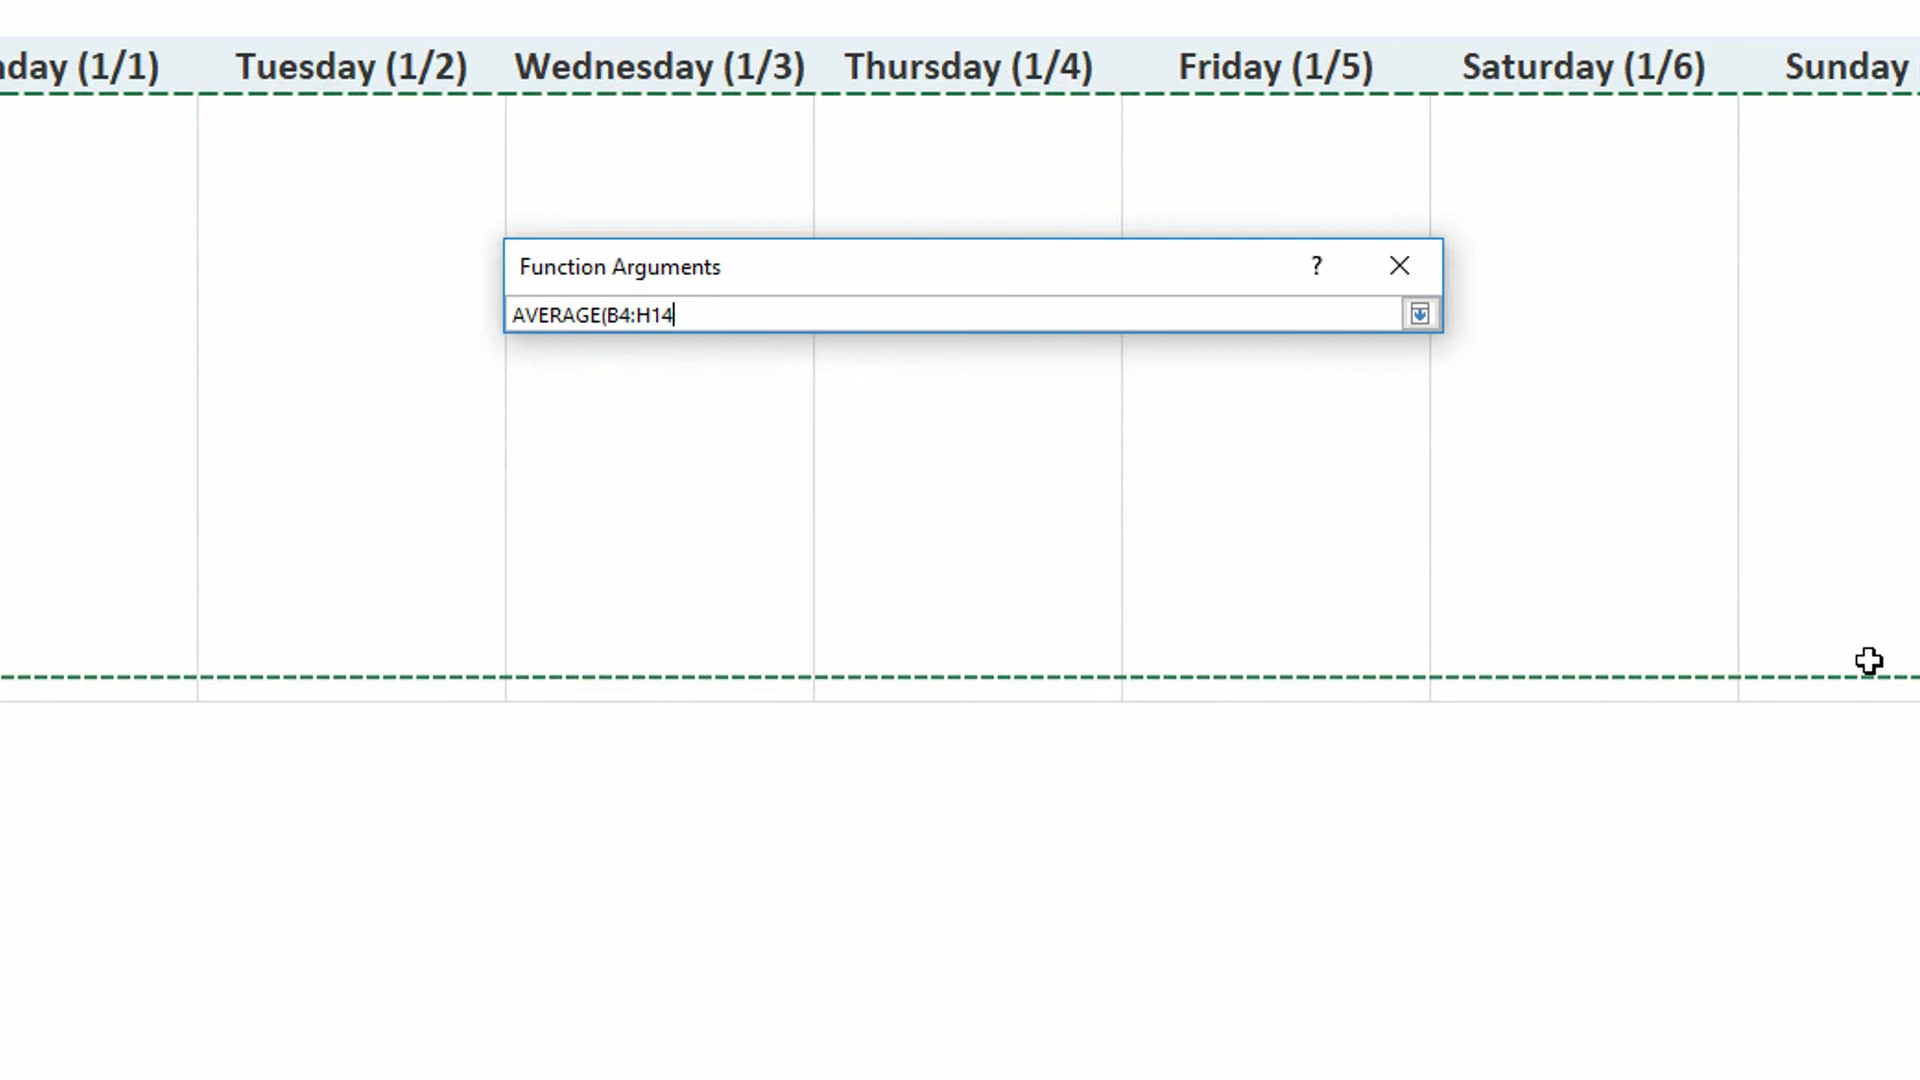 day (1/1) Tuesday (1/2) Wednesday (1/3) Thursday (1/4) Friday (1/5) Saturday (1/6) Sunday
Function Arguments ?
AVERAGE(B4:H14